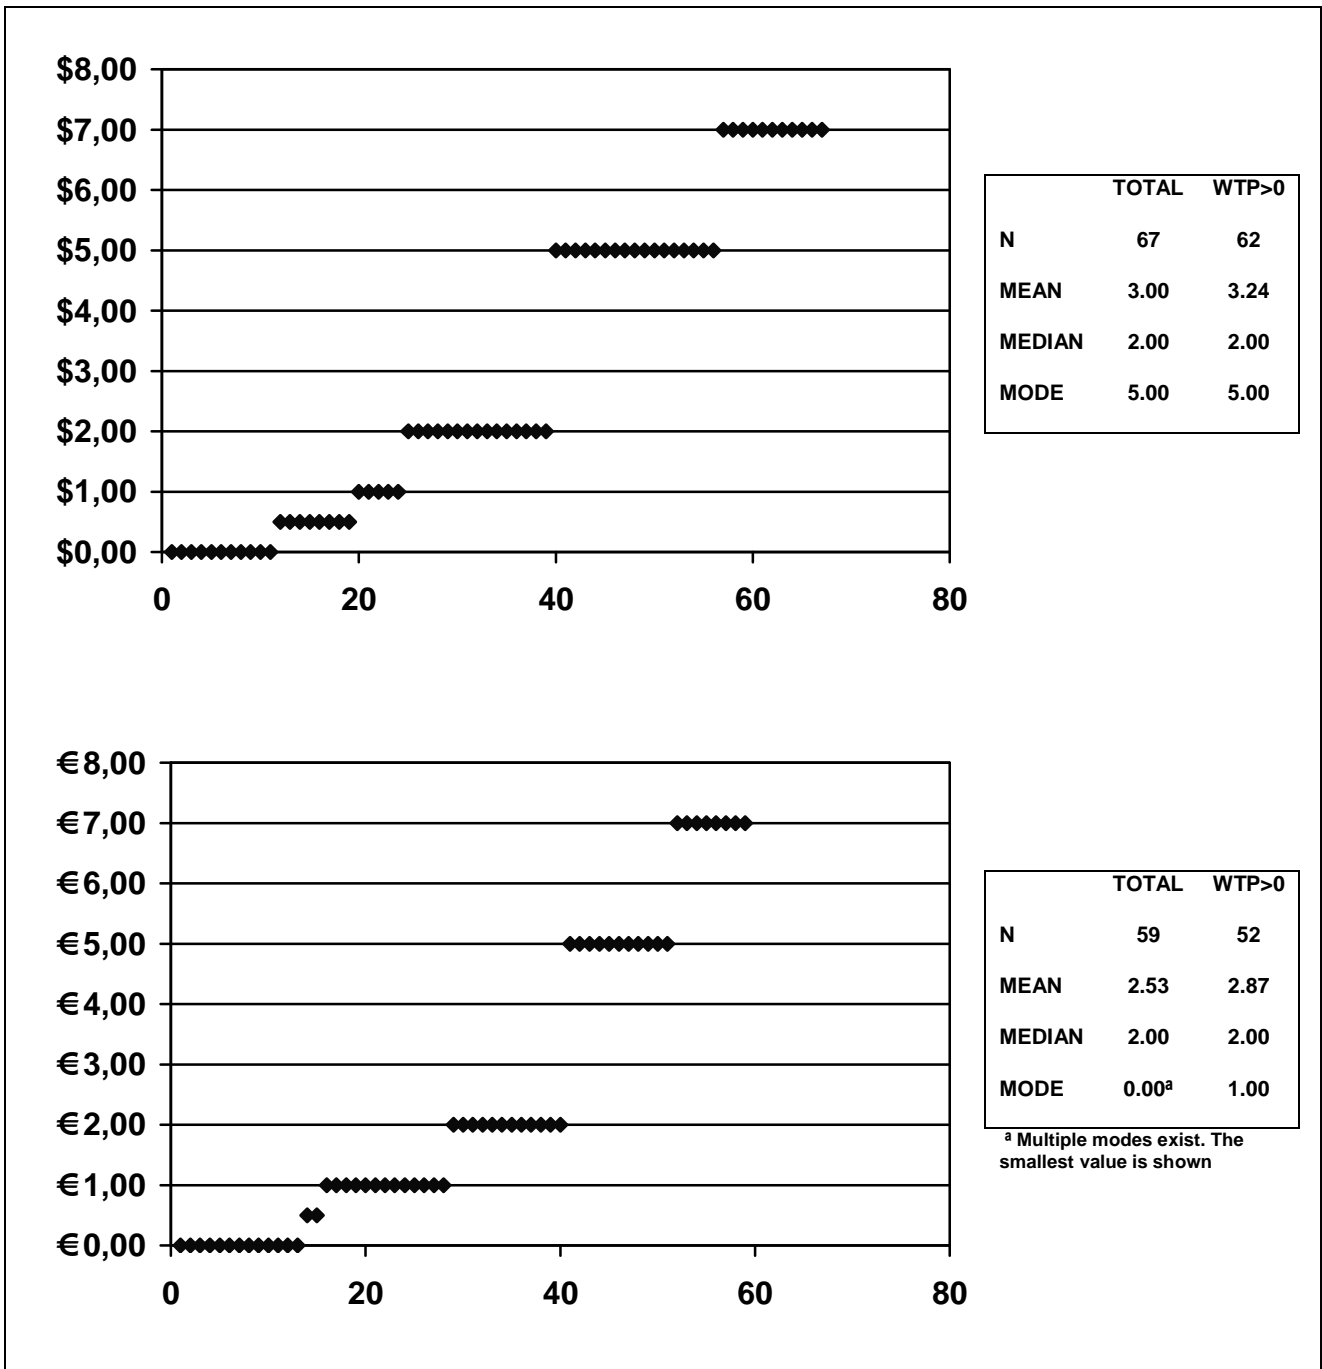 $8,00
$7,00
$6,00
$5,00
$4,00
$3,00
$2,00
$1,00
$0,00
0 20 40 60 80
TOTAL WTP>0
N 67 62
MEAN 3.00 3.24
MEDIAN 2.00 2.00
MODE 5.00 5.00
€8,00
€7,00
€6,00
€5,00
€4,00
€3,00
€2,00
€1,00
€0,00
0 20 40 60 80
TOTAL WTP>0
N 59 52
MEAN 2.53 2.87
MEDIAN 2.00 2.00
MODE 0.00ª 1.00
ª Multiple modes exist. The
smallest value is shown